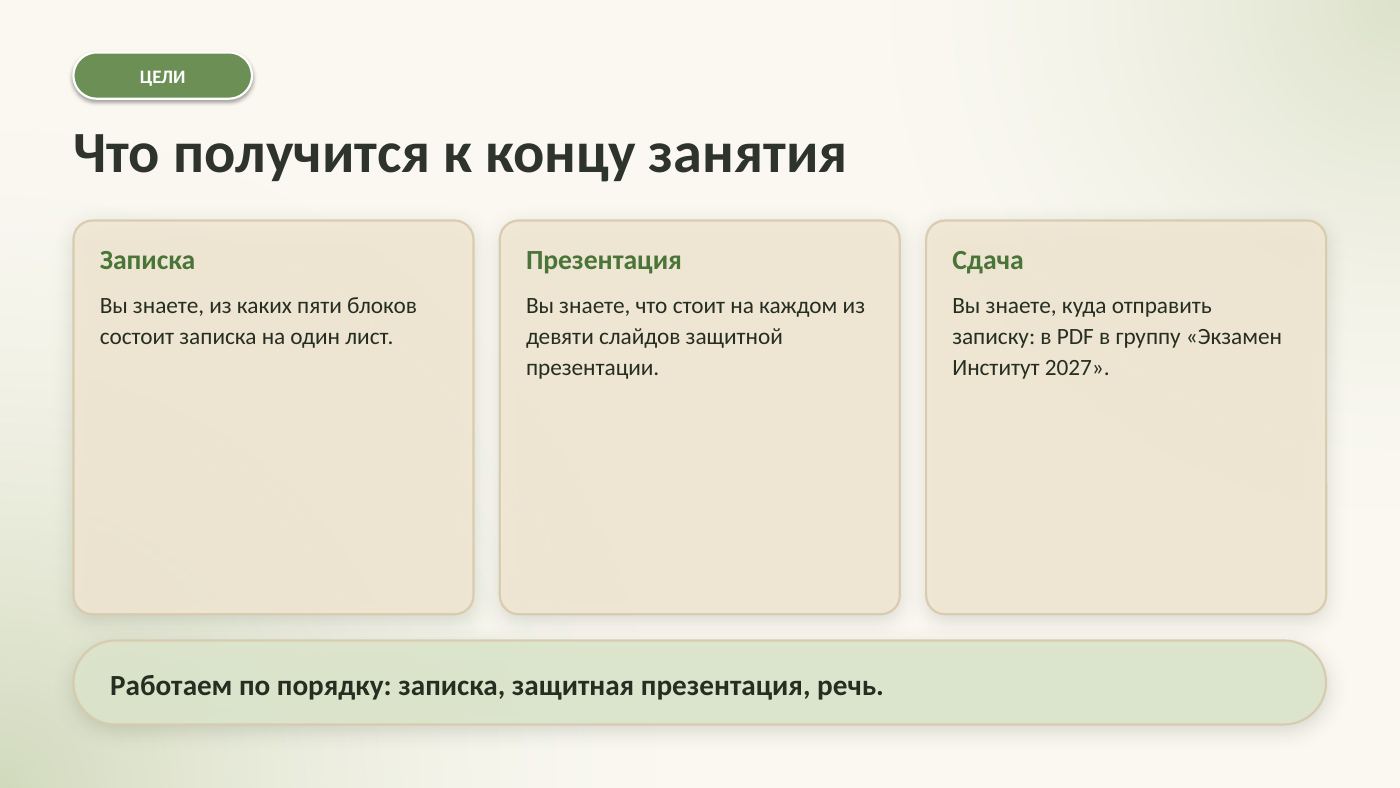 ЦЕЛИ
Что получится к концу занятия
Записка
Вы знаете, из каких пяти блоков
состоит записка на один лист.
Презентация
Вы знаете, что стоит на каждом из
девяти слайдов защитной
презентации.
Сдача
Вы знаете, куда отправить
записку: в PDF в группу «Экзамен
Институт 2027».
Работаем по порядку: записка, защитная презентация, речь.